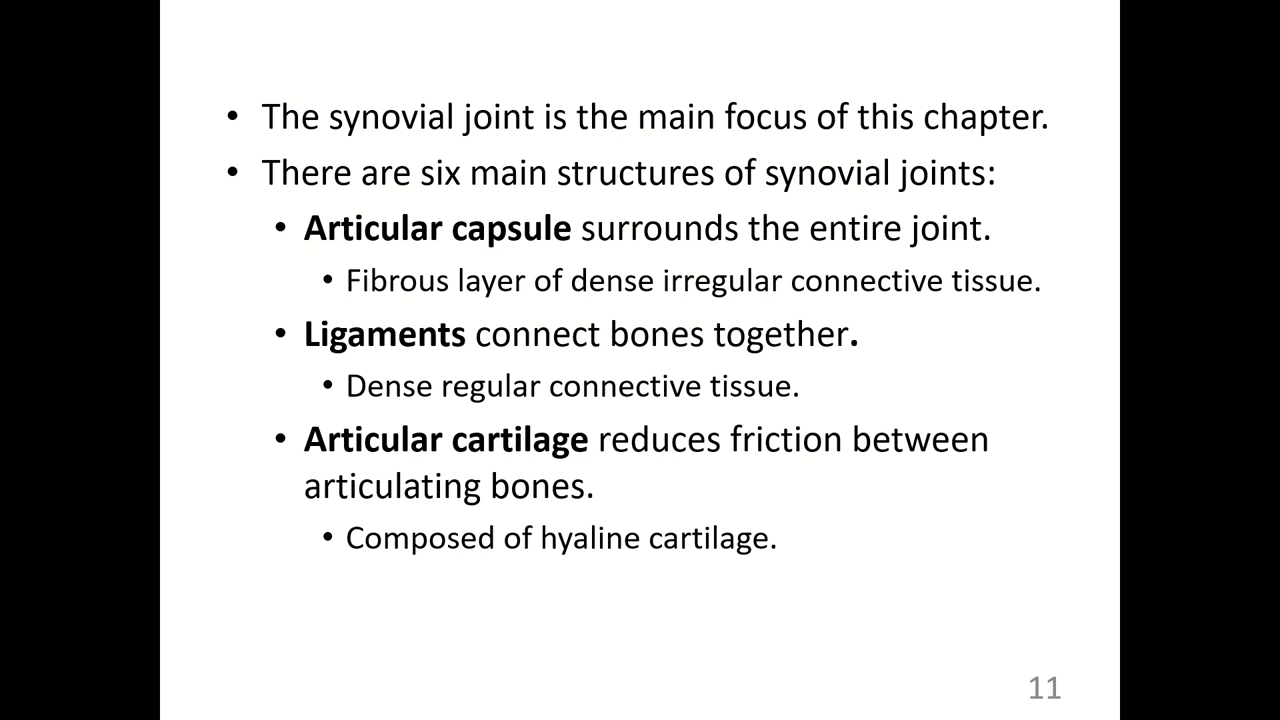 • The synovial joint is the main focus of this chapter.
• There are six main structures of synovial joints:
• Articular capsule surrounds the entire joint.
• Fibrous layer of dense irregular connective tissue.
• Ligaments connect bones together.
• Dense regular connective tissue.
• Articular cartilage reduces friction between
articulating bones.
• Composed of hyaline cartilage.
11